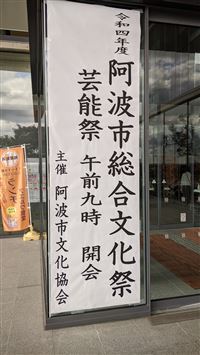 令和四年度
阿波市総合文化祭
芸能祭 午前九時 開会
主催 阿波市文化協会